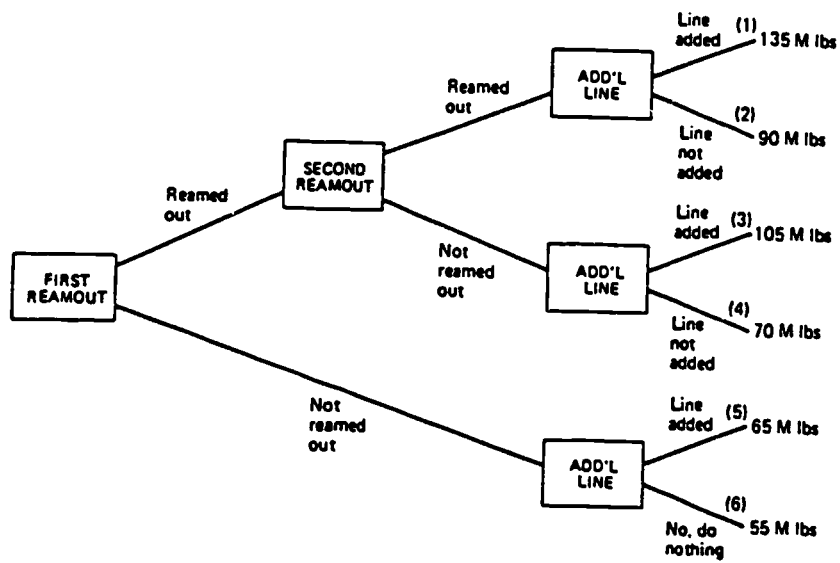 Line
added
(1)
135 M lbs
ADD'L
LINE
Reamed
out
(2)
90 M lbs
Line
not
added
SECOND
REAMOUT
Reamed
out
Line
added
(3)
105 M lbs
Not
reamed
out
ADD'L
LINE
FIRST
REAMOUT
(4)
70 M lbs
Line
not
added
Not
reamed
out
Line
added
(5)
65 M lbs
ADD'L
LINE
(6)
55 M lbs
No, do
nothing